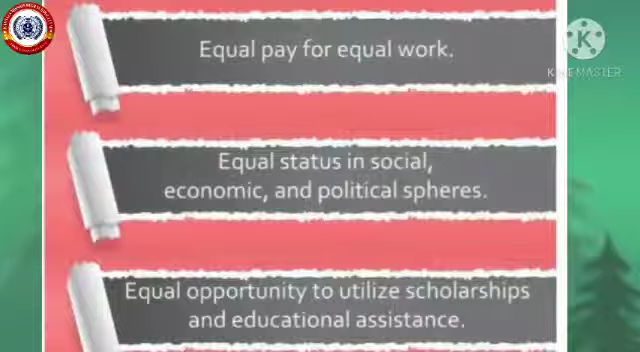 Equal pay for equal work.
KINEMASTER
Equal status in social,
economic, and political spheres.
Equal opportunity to utilize scholarships
and educational assistance.